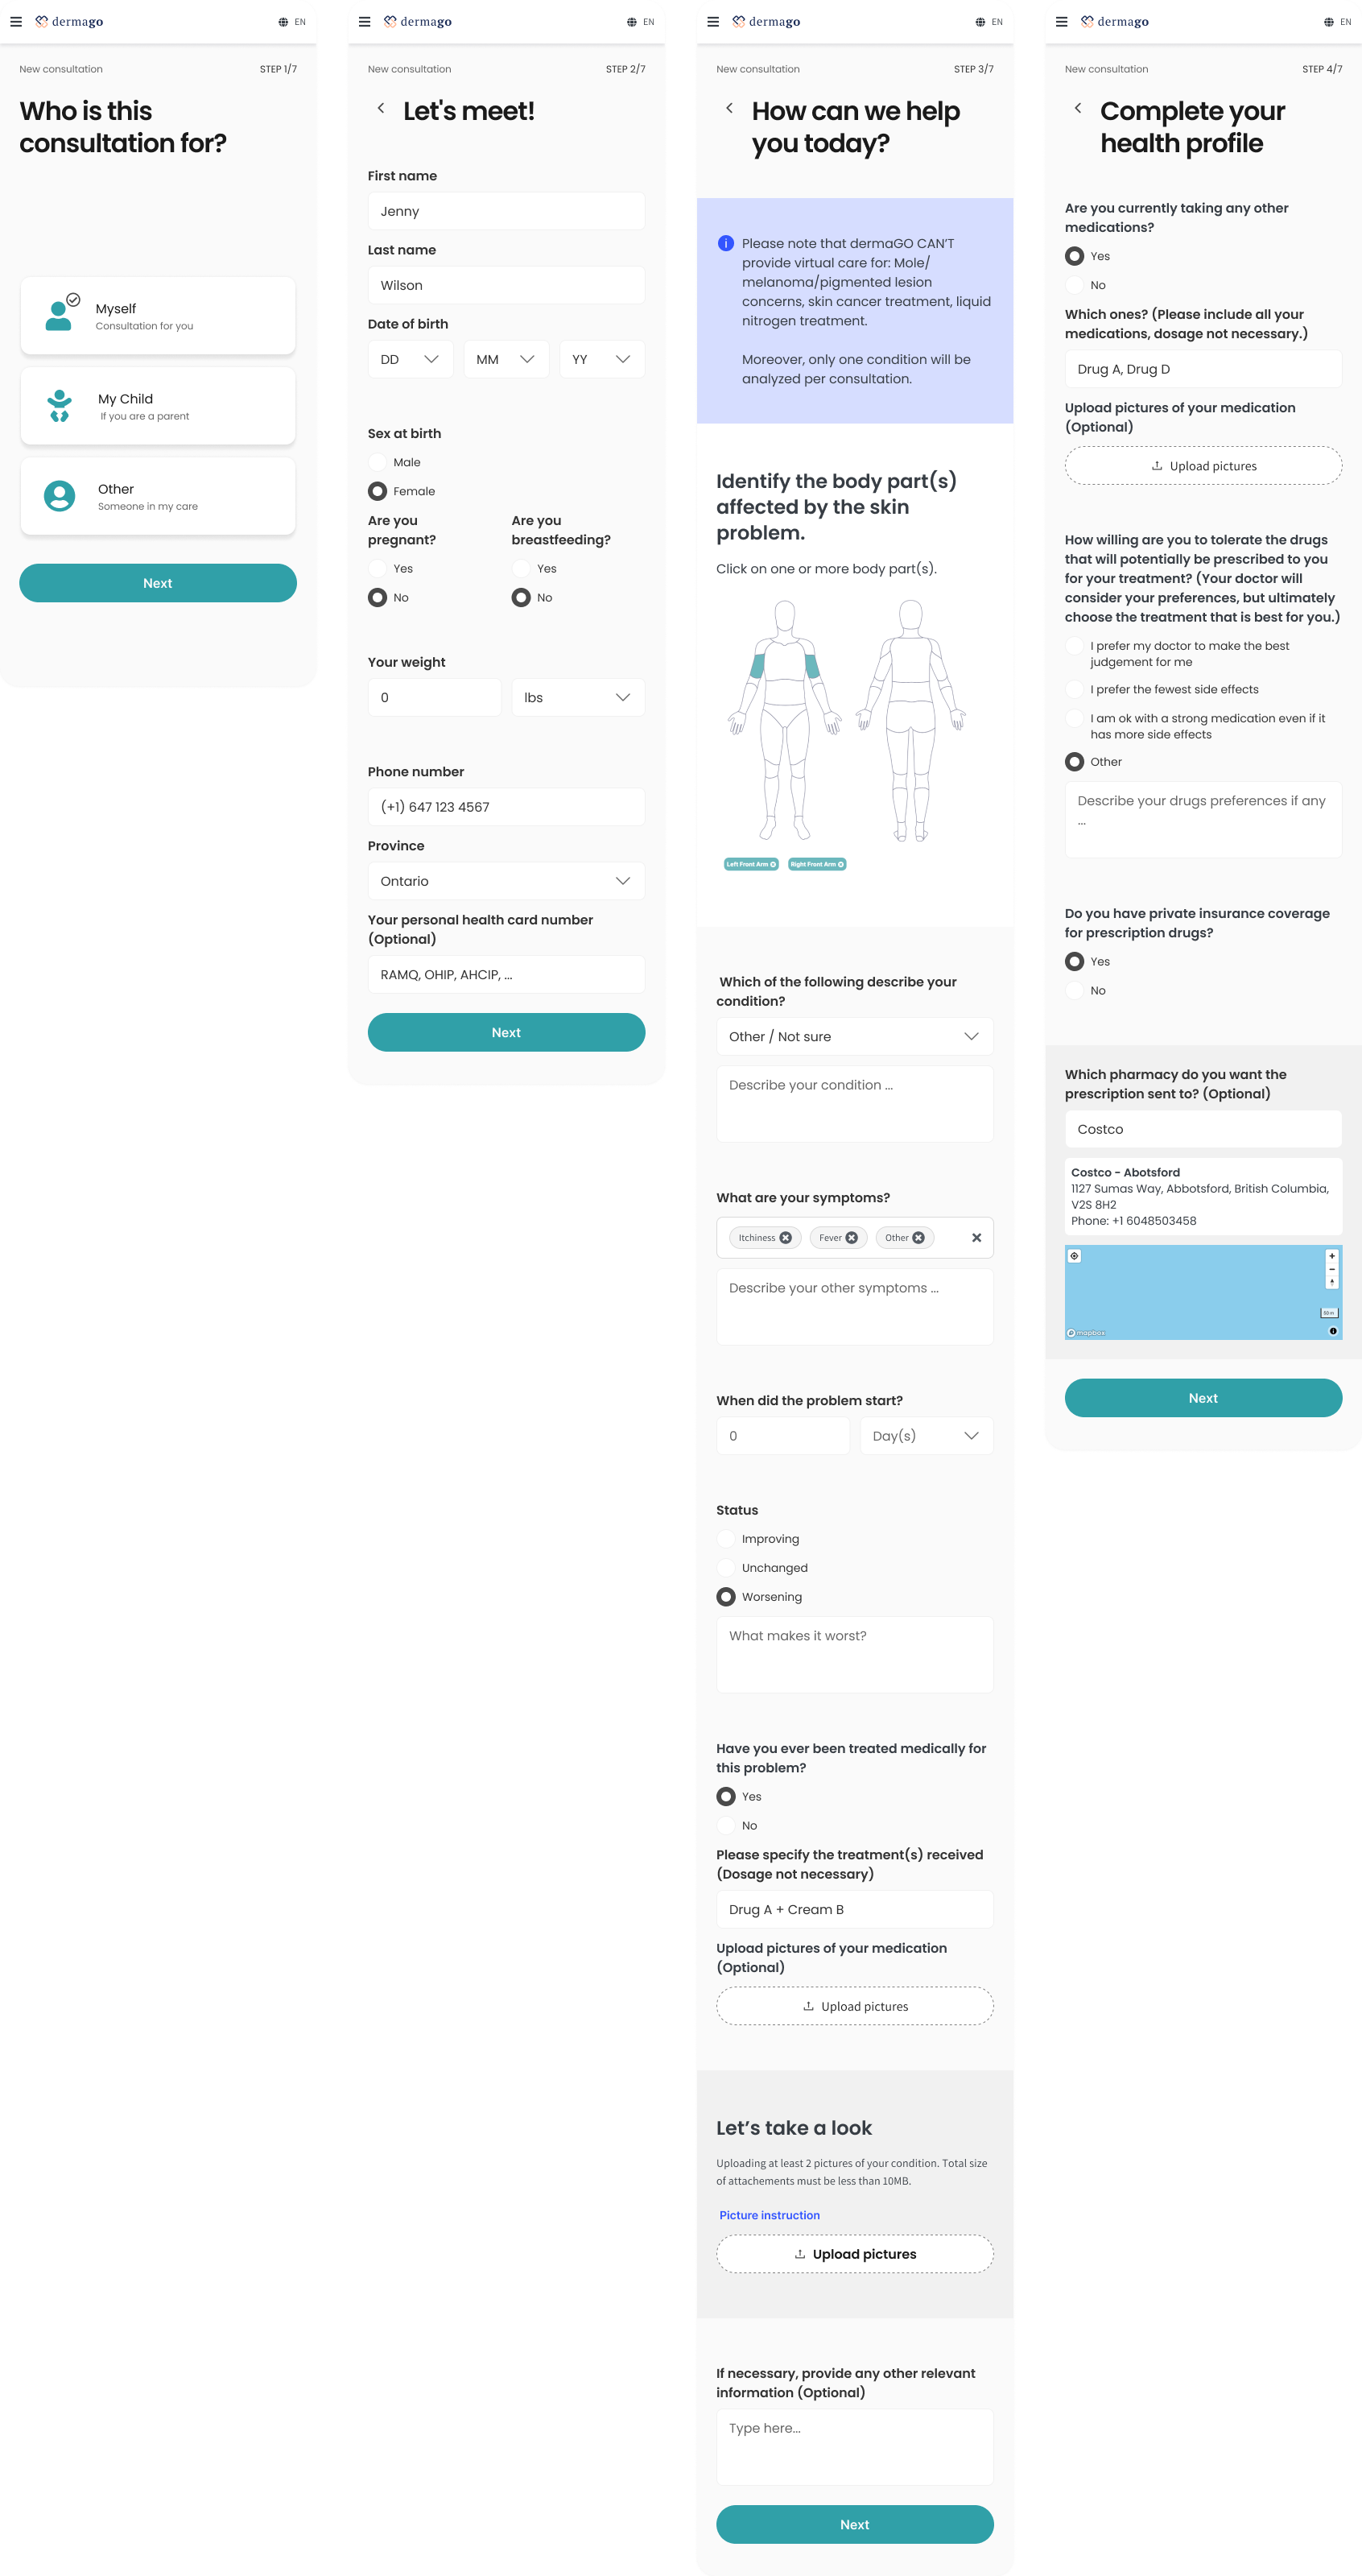 dermago
EN
New consultation
STEP 1/7
Who is this
consultation for?
Myself
Consultation for you
My Child
If you are a parent
Other
Someone in my care
Next
dermago
EN
New consultation
STEP 2/7
Let's meet!
First name
Jenny
Last name
Wilson
Date of birth
DD
MM
YY
Sex at birth
Male
Female
Are you
pregnant?
Yes
No
Are you
breastfeeding?
Yes
No
Your weight
0
lbs
Phone number
(+1) 647 123 4567
Province
Ontario
Your personal health card number
(Optional)
RAMQ, OHIP, AHCIP, ...
Next
dermago
EN
New consultation
STEP 3/7
How can we help
you today?
Please note that dermaGO CAN'T
provide virtual care for: Mole/
melanoma/pigmented lesion
concerns, skin cancer treatment, liquid
nitrogen treatment.
Moreover, only one condition will be
analyzed per consultation.
Identify the body part(s)
affected by the skin
problem.
Click on one or more body part(s).
Left Front Arm
Right Front Arm
Which of the following describe your
condition?
Other / Not sure
Describe your condition ...
What are your symptoms?
Itchiness
Fever
Other
Describe your other symptoms ...
When did the problem start?
0
Day(s)
Status
Improving
Unchanged
Worsening
What makes it worst?
Have you ever been treated medically for
this problem?
Yes
No
Please specify the treatment(s) received
(Dosage not necessary)
Drug A + Cream B
Upload pictures of your medication
(Optional)
Upload pictures
Let's take a look
Uploading at least 2 pictures of your condition. Total size
of attachements must be less than 10MB.
Picture instruction
Upload pictures
If necessary, provide any other relevant
information (Optional)
Type here...
Next
dermago
EN
New consultation
STEP 4/7
Complete your
health profile
Are you currently taking any other
medications?
Yes
No
Which ones? (Please include all your
medications, dosage not necessary.)
Drug A, Drug D
Upload pictures of your medication
(Optional)
Upload pictures
How willing are you to tolerate the drugs
that will potentially be prescribed to you
for your treatment? (Your doctor will
consider your preferences, but ultimately
choose the treatment that is best for you.)
I prefer my doctor to make the best
judgement for me
I prefer the fewest side effects
I am ok with a strong medication even if it
has more side effects
Other
Describe your drugs preferences if any
...
Do you have private insurance coverage
for prescription drugs?
Yes
No
Which pharmacy do you want the
prescription sent to? (Optional)
Costco
Costco - Abotsford
1127 Sumas Way, Abbotsford, British Columbia,
V2S 8H2
Phone: +1 6048503458
50 m
mapbox
Next